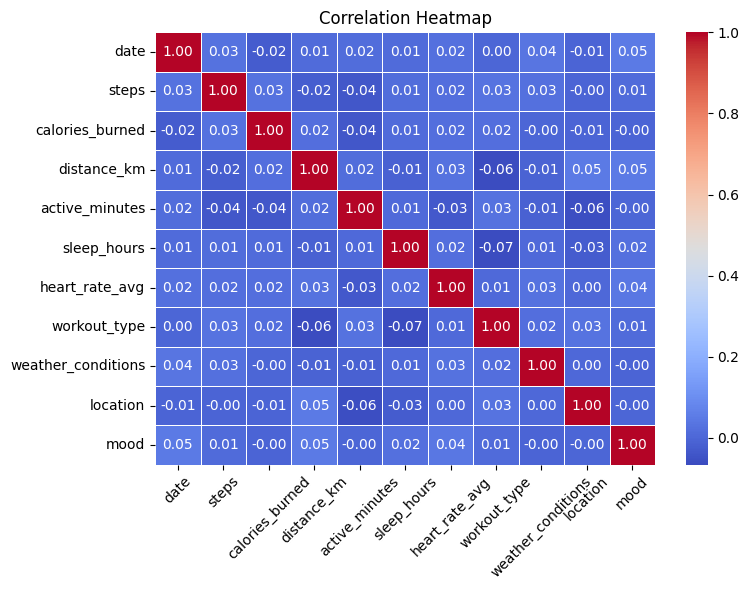 Correlation Heatmap
date 1.00 0.03 -0.02 0.01 0.02 0.01 0.02 0.00 0.04 -0.01 0.05
steps 0.03 1.00 0.03 -0.02 -0.04 0.01 0.02 0.03 0.03 -0.00 0.01
calories_burned -0.02 0.03 1.00 0.02 -0.04 0.01 0.02 0.02 -0.00 -0.01 -0.00
distance_km 0.01 -0.02 0.02 1.00 0.02 -0.01 0.03 -0.06 -0.01 0.05 0.05
active_minutes 0.02 -0.04 -0.04 0.02 1.00 0.01 -0.03 0.03 -0.01 -0.06 -0.00
sleep_hours 0.01 0.01 0.01 -0.01 0.01 1.00 0.02 -0.07 0.01 -0.03 0.02
heart_rate_avg 0.02 0.02 0.02 0.03 -0.03 0.02 1.00 0.01 0.03 0.00 0.04
workout_type 0.00 0.03 0.02 -0.06 0.03 -0.07 0.01 1.00 0.02 0.03 0.01
weather_conditions 0.04 0.03 -0.00 -0.01 -0.01 0.01 0.03 0.02 1.00 0.00 -0.00
location -0.01 -0.00 -0.01 0.05 -0.06 -0.03 0.00 0.03 0.00 1.00 -0.00
mood 0.05 0.01 -0.00 0.05 -0.00 0.02 0.04 0.01 -0.00 -0.00 1.00
date
steps
calories_burned
distance_km
active_minutes
sleep_hours
heart_rate_avg
workout_type
weather_conditions
location
mood
1.0
0.8
0.6
0.4
0.2
0.0